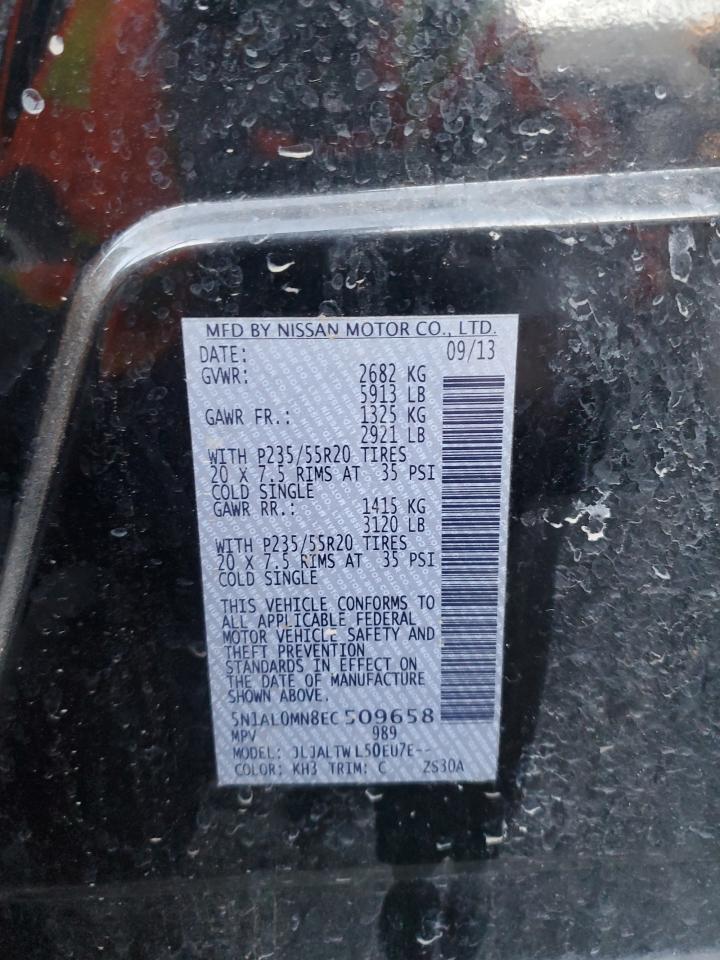 MFD BY NISSAN MOTOR CO., LTD.
DATE: 09/13
GVWR: 2682 KG
5913 LB
GAWR FR.: 1325 KG
2921 LB
WITH P235/55R20 TIRES
20 X 7.5 RIMS AT 35 PSI
COLD SINGLE
GAWR RR.: 1415 KG
3120 LB
WITH P235/55R20 TIRES
20 X 7.5 RIMS AT 35 PSI
COLD SINGLE
THIS VEHICLE CONFORMS TO
ALL APPLICABLE FEDERAL
MOTOR VEHICLE SAFETY AND
THEFT PREVENTION
STANDARDS IN EFFECT ON
THE DATE OF MANUFACTURE
SHOWN ABOVE.
5N1AL0MN8EC509658
MPV 989
MODEL: JLJALTWL50EU7E--
COLOR: KH3 TRIM: C ZS30A